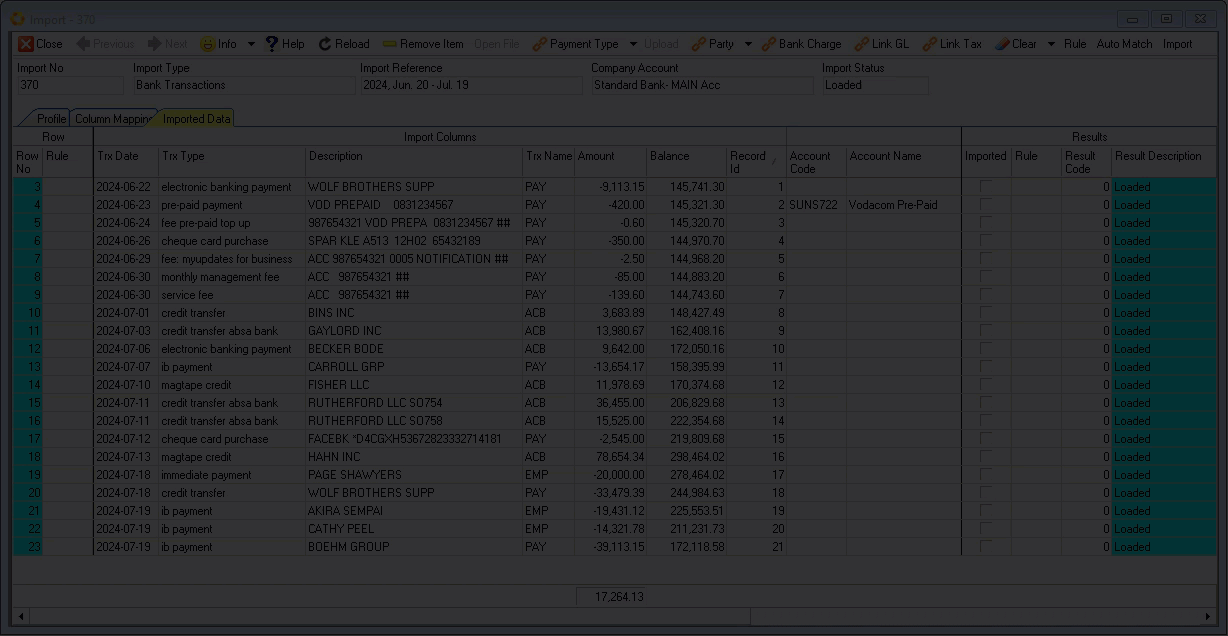 Import - 370
Close Previous Next Info Help Reload Remove Item Open File Payment Type Upload Party Bank Charge Link GL Link Tax Clear Rule Auto Match Import
Import No Import Type Import Reference Company Account Import Status
370 Bank Transactions 2024, Jun. 20 - Jul. 19 Standard Bank- MAIN Acc Loaded
Profile Column Mapping Imported Data
Row Import Columns Results
Row No Rule Trx Date Trx Type Description Trx Name Amount Balance Record Id Account Code Account Name Imported Rule Result Code Result Description
3 2024-06-22 electronic banking payment WOLF BROTHERS SUPP PAY -9,113.15 145,741.30 1 0 Loaded
4 2024-06-23 pre-paid payment VOD PREPAID 0831234567 PAY -420.00 145,321.30 2 SUNS722 Vodacom Pre-Paid 0 Loaded
5 2024-06-24 fee pre-paid top up 987654321 VOD PREPA 0831234567 ## PAY -0.60 145,320.70 3 0 Loaded
6 2024-06-26 cheque card purchase SPAR KLE A513 12H02 65432189 PAY -350.00 144,970.70 4 0 Loaded
7 2024-06-29 fee: myupdates for business ACC 987654321 0005 NOTIFICATION ## PAY -2.50 144,968.20 5 0 Loaded
8 2024-06-30 monthly management fee ACC 987654321 ## PAY -85.00 144,883.20 6 0 Loaded
9 2024-06-30 service fee ACC 987654321 ## PAY -139.60 144,743.60 7 0 Loaded
10 2024-07-01 credit transfer BINS INC ACB 3,683.89 148,427.49 8 0 Loaded
11 2024-07-03 credit transfer absa bank GAYLORD INC ACB 13,980.67 162,408.16 9 0 Loaded
12 2024-07-06 electronic banking payment BECKER BODE ACB 9,642.00 172,050.16 10 0 Loaded
13 2024-07-07 ib payment CARROLL GRP PAY -13,654.17 158,395.99 11 0 Loaded
14 2024-07-10 magtape credit FISHER LLC ACB 11,978.69 170,374.68 12 0 Loaded
15 2024-07-11 credit transfer absa bank RUTHERFORD LLC SO754 ACB 36,455.00 206,829.68 13 0 Loaded
16 2024-07-11 credit transfer absa bank RUTHERFORD LLC SO758 ACB 15,525.00 222,354.68 14 0 Loaded
17 2024-07-12 cheque card purchase FACEBK *D4CGXH53672823332714181 PAY -2,545.00 219,809.68 15 0 Loaded
18 2024-07-13 magtape credit HAHN INC ACB 78,654.34 298,464.02 16 0 Loaded
19 2024-07-18 immediate payment PAGE SHAWYERS EMP -20,000.00 278,464.02 17 0 Loaded
20 2024-07-18 credit transfer WOLF BROTHERS SUPP PAY -33,479.39 244,984.63 18 0 Loaded
21 2024-07-19 ib payment AKIRA SEMPAI EMP -19,431.12 225,553.51 19 0 Loaded
22 2024-07-19 ib payment CATHY PEEL EMP -14,321.78 211,231.73 20 0 Loaded
23 2024-07-19 ib payment BOEHM GROUP PAY -39,113.15 172,118.58 21 0 Loaded
17,264.13